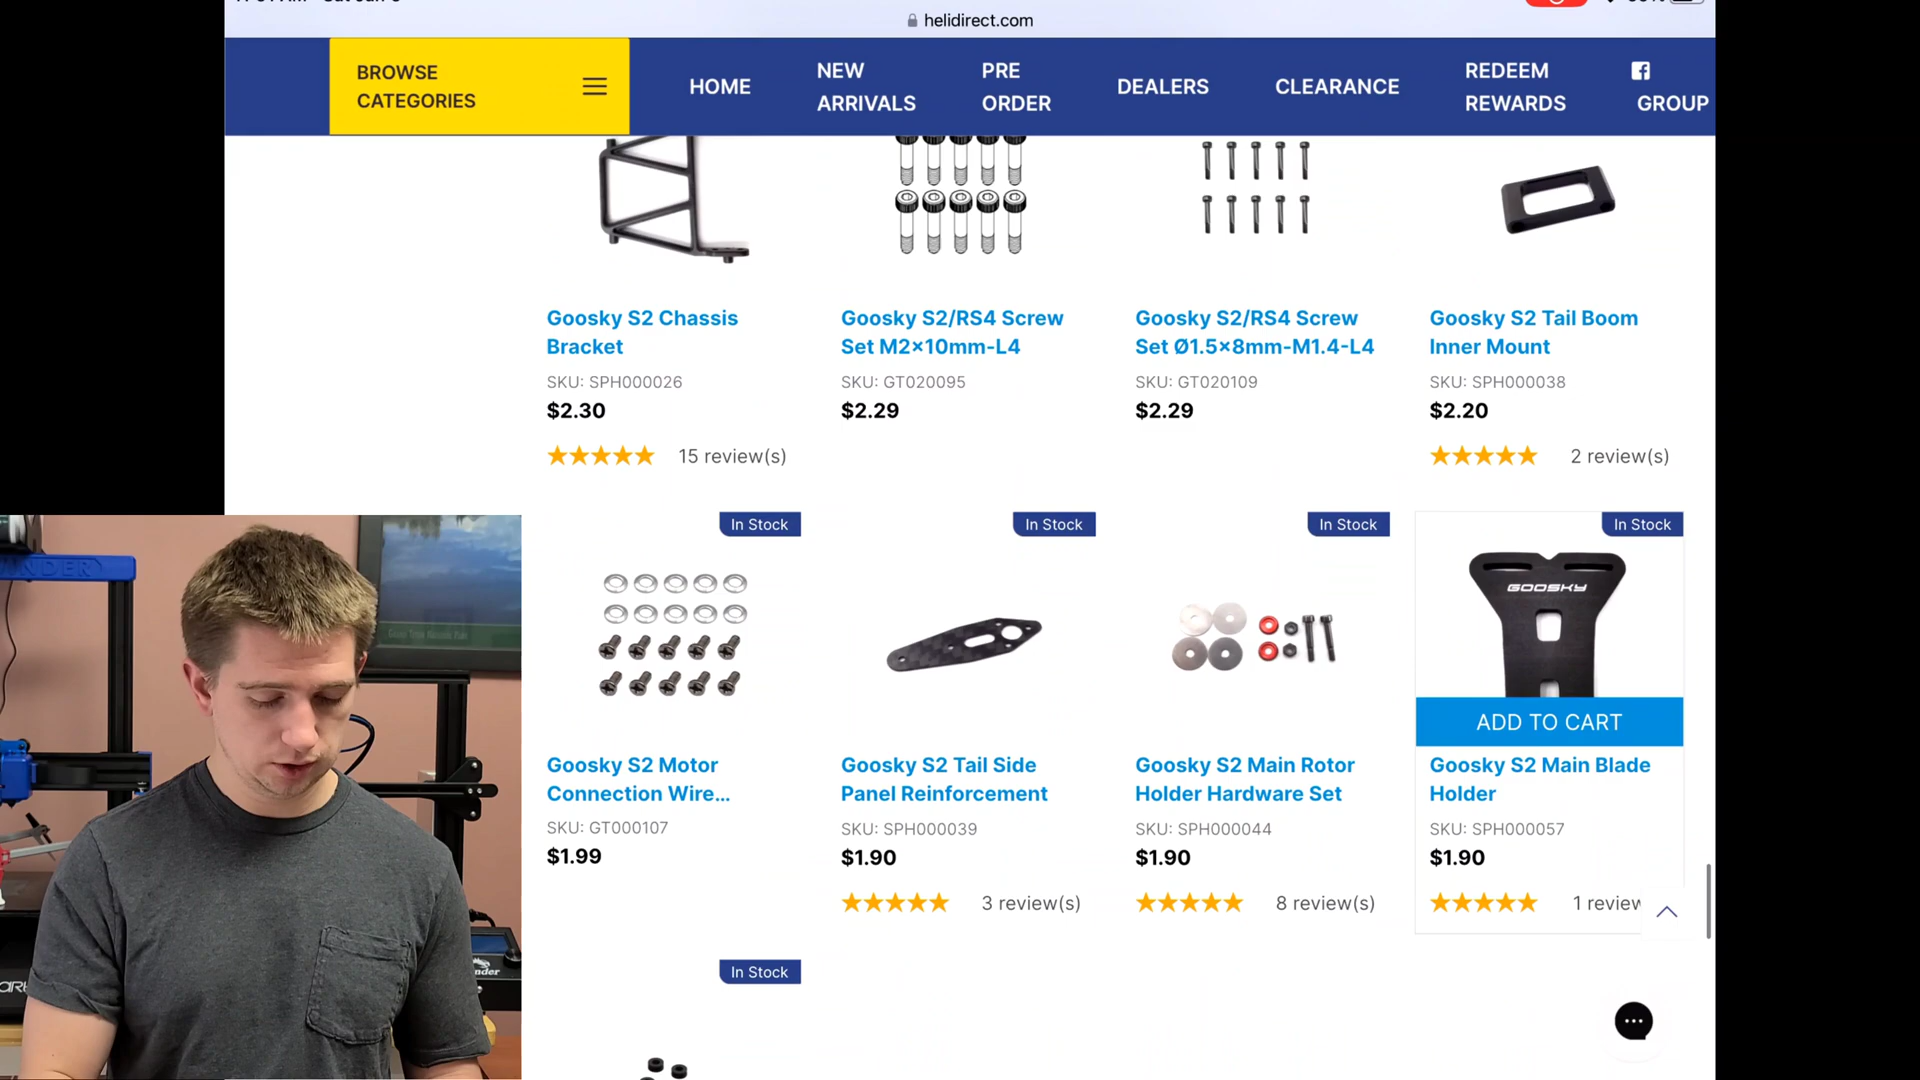 helidirect.com
BROWSE
CATEGORIES
HOME
NEW
ARRIVALS
PRE
ORDER
DEALERS
CLEARANCE
REDEEM
REWARDS
GROUP
Goosky S2 Chassis
Bracket
SKU: SPH000026
$2.30
15 review(s)
Goosky S2/RS4 Screw
Set M2×10mm-L4
SKU: GT020095
$2.29
Goosky S2/RS4 Screw
Set Ø1.5×8mm-M1.4-L4
SKU: GT020109
$2.29
Goosky S2 Tail Boom
Inner Mount
SKU: SPH000038
$2.20
2 review(s)
In Stock
Goosky S2 Motor
Connection Wire...
SKU: GT000107
$1.99
In Stock
Goosky S2 Tail Side
Panel Reinforcement
SKU: SPH000039
$1.90
3 review(s)
In Stock
Goosky S2 Main Rotor
Holder Hardware Set
SKU: SPH000044
$1.90
8 review(s)
In Stock
GOOSKY
ADD TO CART
Goosky S2 Main Blade
Holder
SKU: SPH000057
$1.90
1 review
In Stock